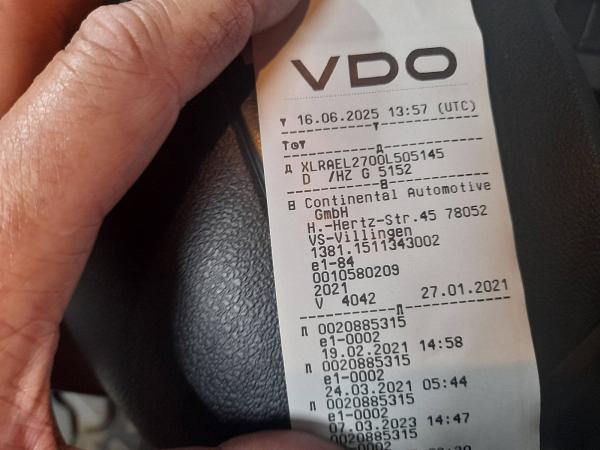 VDO
▼ 16.06.2025 13:57 (UTC)
----------▼----------
T⊙▼
----------Д----------
Д XLRAEL2700L505145
D /HZ G 5152
----------B----------
B Continental Automotive
GmbH
H.-Hertz-Str.45 78052
VS-Villingen
1381.1511343002
e1-84
0010580209
2021
V 4042 27.01.2021
----------Л----------
Л 0020885315
e1-0002
19.02.2021 14:58
Л 0020885315
e1-0002
24.03.2021 05:44
Л 0020885315
e1-0002
07.03.2023 14:47
0020885315